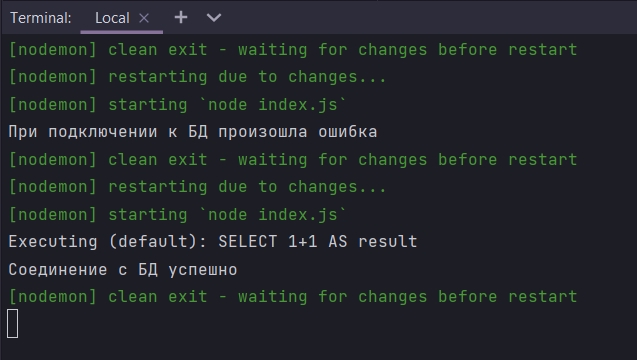 Terminal: Local
[nodemon] clean exit - waiting for changes before restart
[nodemon] restarting due to changes...
[nodemon] starting `node index.js`
При подключении к БД произошла ошибка
[nodemon] clean exit - waiting for changes before restart
[nodemon] restarting due to changes...
[nodemon] starting `node index.js`
Executing (default): SELECT 1+1 AS result
Соединение с БД успешно
[nodemon] clean exit - waiting for changes before restart